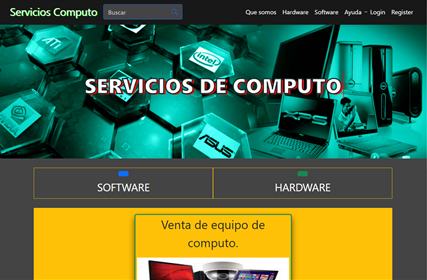 Servicios Computo
Buscar
Que somos Hardware Software Ayuda Login Register
intel
ATI
ASUS
SERVICIOS DE COMPUTO
SOFTWARE
HARDWARE
Venta de equipo de
computo.